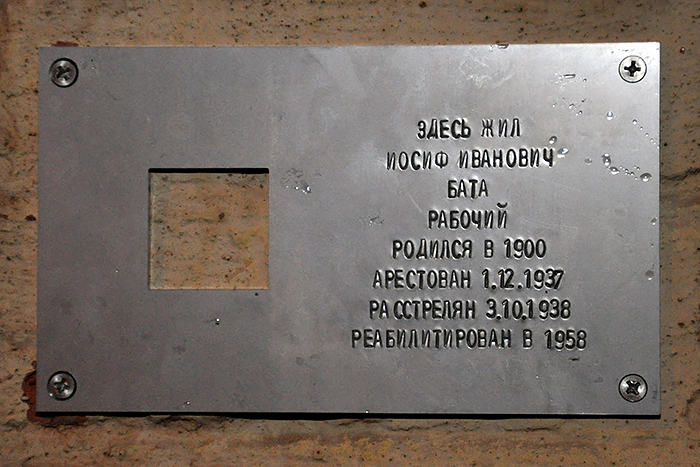 ЗДЕСЬ ЖИЛ
ИОСИФ ИВАНОВИЧ
БАТА
РАБОЧИЙ
РОДИЛСЯ В 1900
АРЕСТОВАН 1.12.1937
РАССТРЕЛЯН 3.10.1938
РЕАБИЛИТИРОВАН В 1958